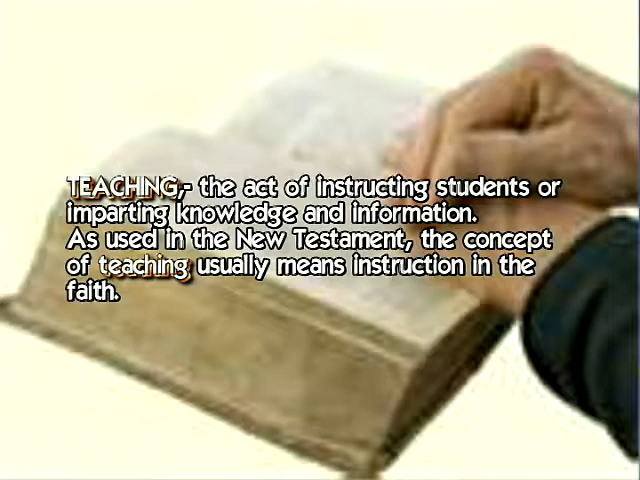 TEACHING,- the act of instructing students or
imparting knowledge and information.
As used in the New Testament, the concept
of teaching usually means instruction in the
faith.